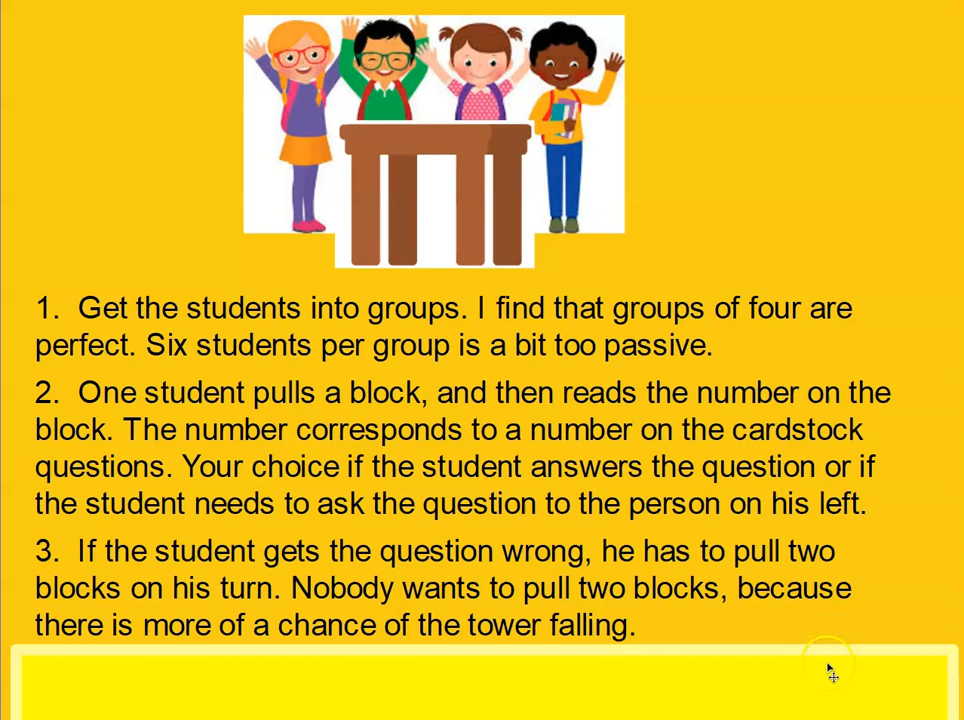 1.  Get the students into groups. I find that groups of four are
perfect. Six students per group is a bit too passive.
2.  One student pulls a block, and then reads the number on the
block. The number corresponds to a number on the cardstock
questions. Your choice if the student answers the question or if
the student needs to ask the question to the person on his left.
3.  If the student gets the question wrong, he has to pull two
blocks on his turn. Nobody wants to pull two blocks, because
there is more of a chance of the tower falling.